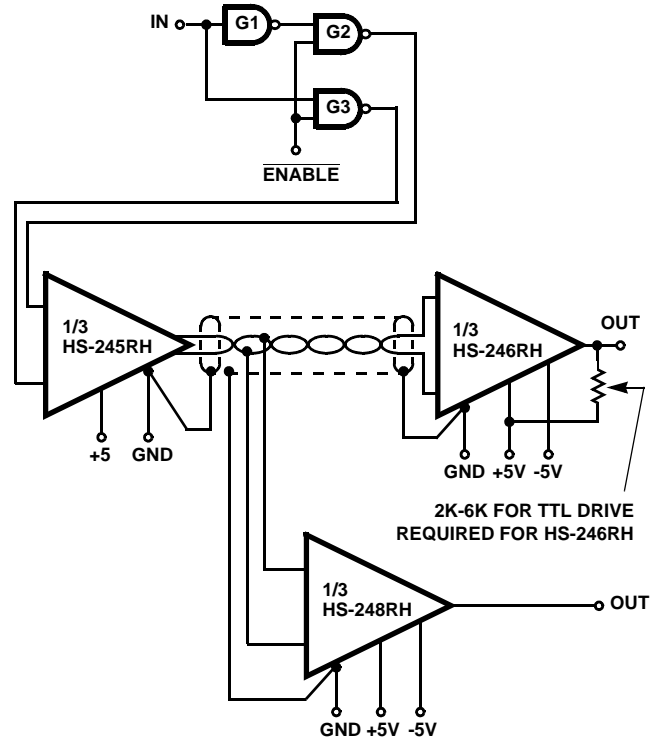 IN
G1
G2
G3
ENABLE
1/3
HS-245RH
+5
GND
1/3
HS-246RH
OUT
GND
+5V
-5V
2K-6K FOR TTL DRIVE
REQUIRED FOR HS-246RH
1/3
HS-248RH
OUT
GND
+5V
-5V